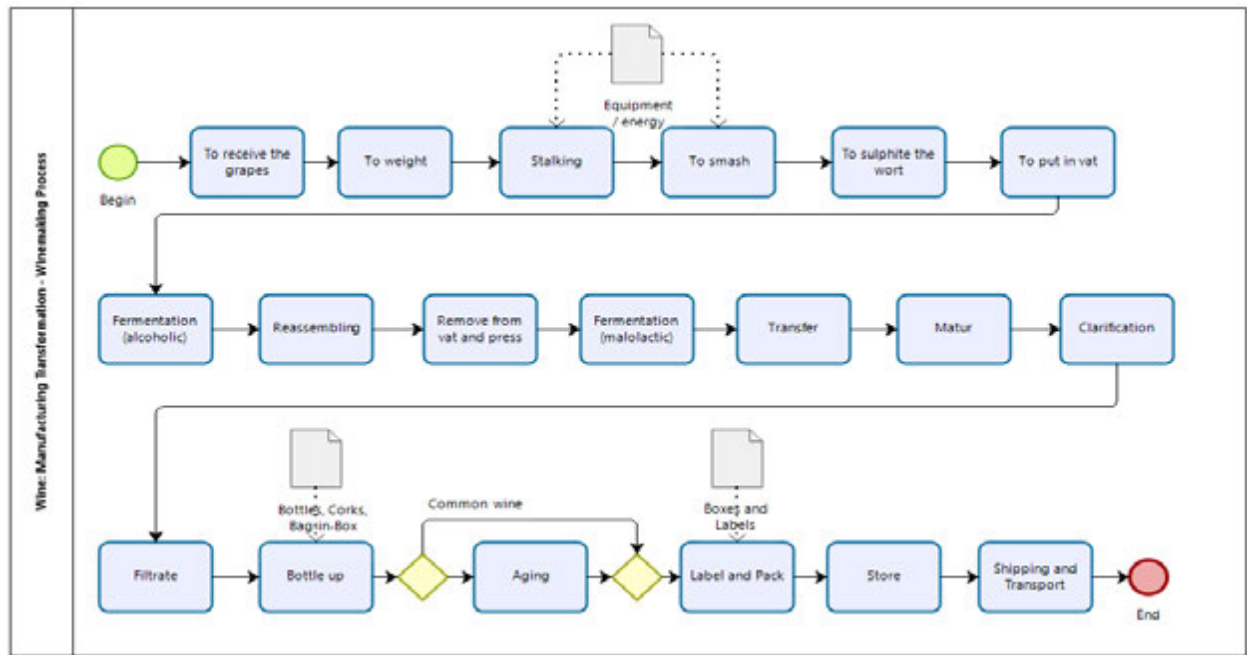 Wine: Manufacturing Transformation - Winemaking Process
Equipment
/ energy
Begin
To receive the
grapes
To weight
Stalking
To smash
To sulphite the
wort
To put in vat
Fermentation
(alcoholic)
Reassembling
Remove from
vat and press
Fermentation
(malolactic)
Transfer
Matur
Clarification
Bottles, Corks,
Bag-in-Box
Common wine
Boxes and
Labels
Filtrate
Bottle up
Aging
Label and Pack
Store
Shipping and
Transport
End